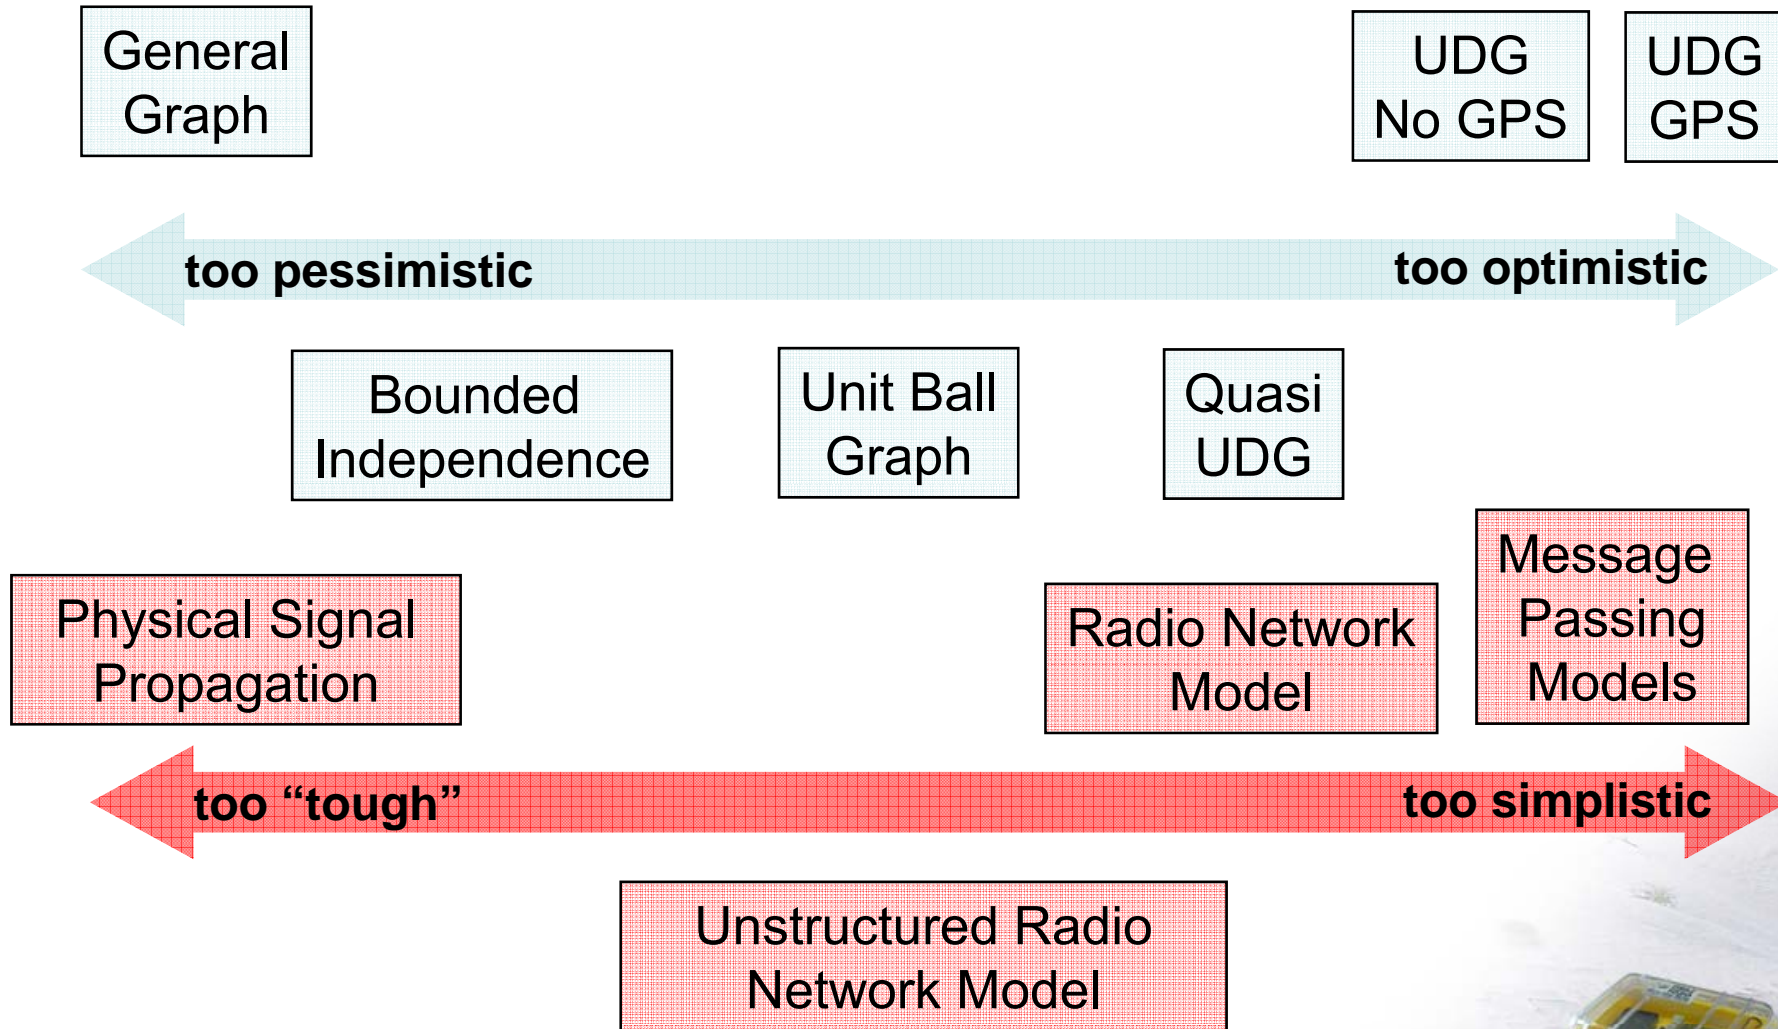 General
Graph
UDG
No GPS
UDG
GPS
too pessimistic
too optimistic
Bounded
Independence
Unit Ball
Graph
Quasi
UDG
Message
Passing
Models
Physical Signal
Propagation
Radio Network
Model
too “tough”
too simplistic
Unstructured Radio
Network Model